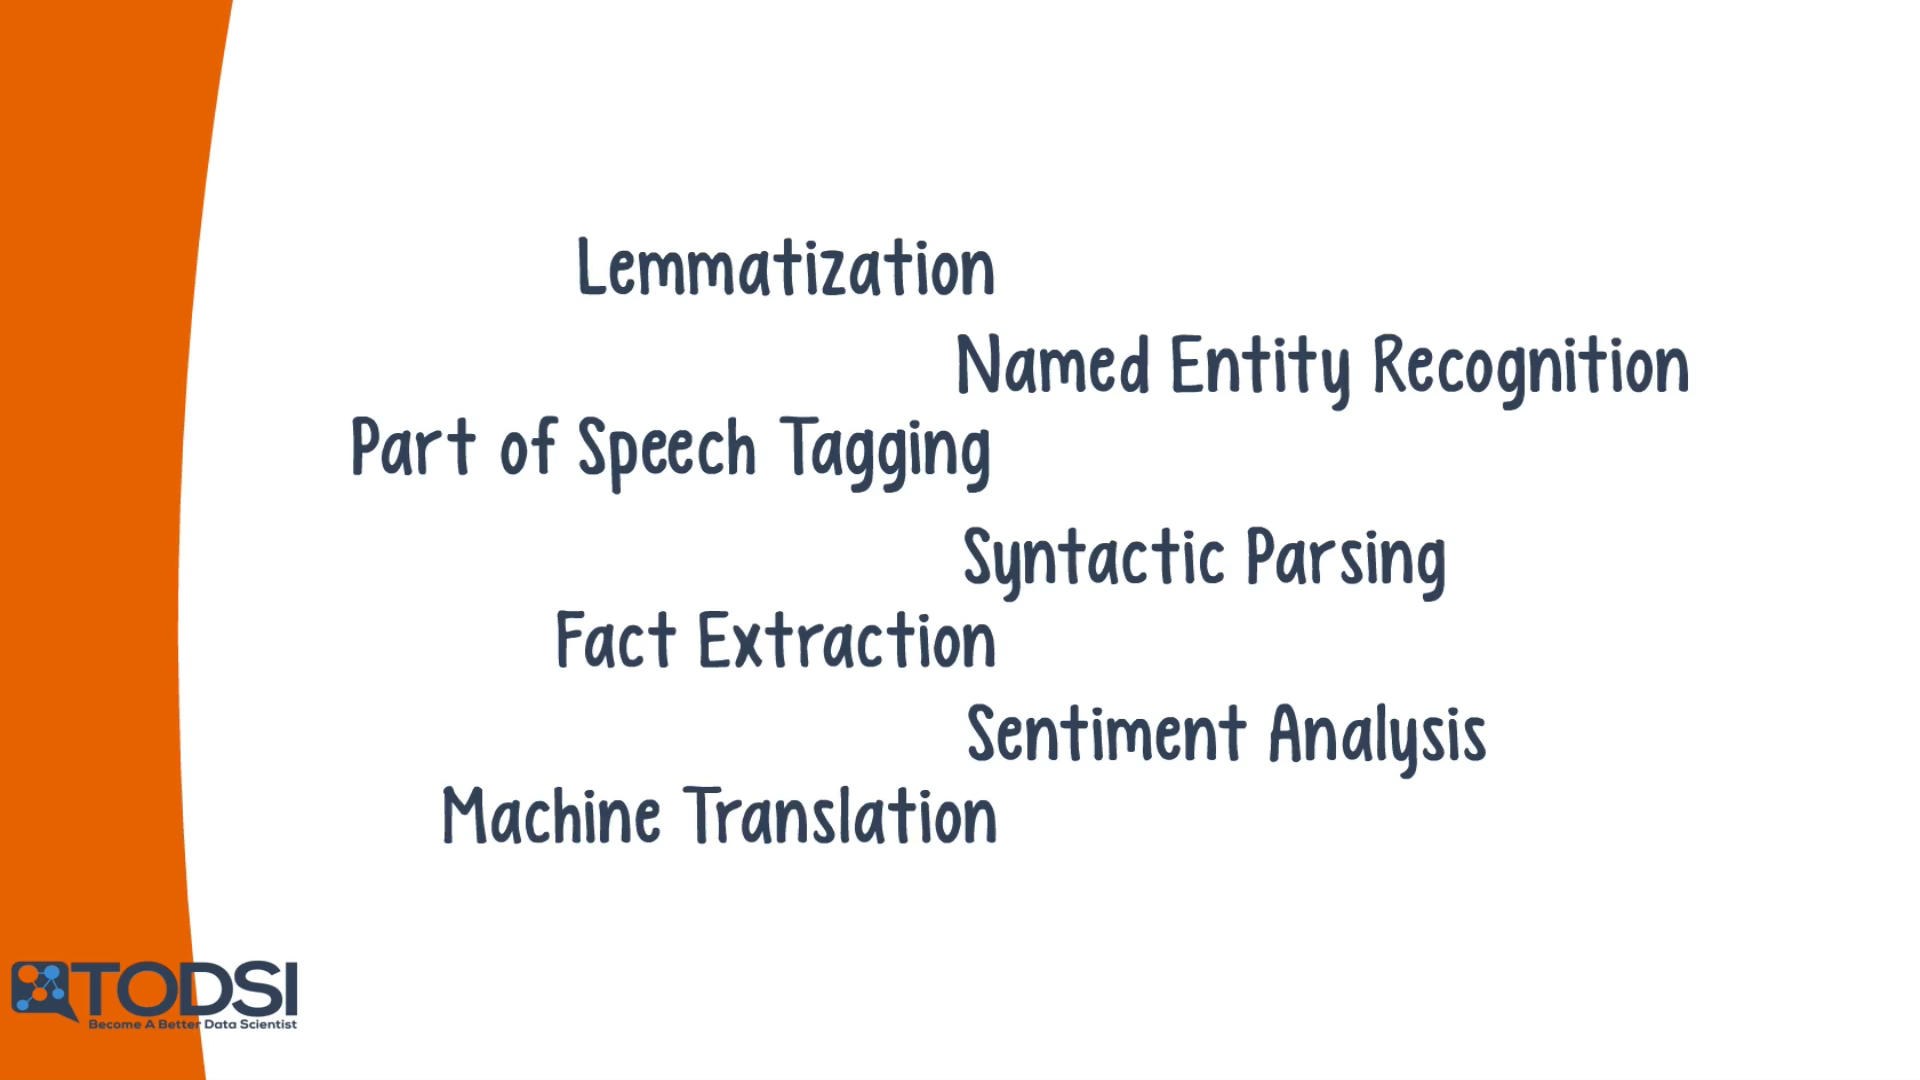 Lemmatization
Named Entity Recognition
Part of Speech Tagging
Syntactic Parsing
Fact Extraction
Sentiment Analysis
Machine Translation
TODSI
Become A Better Data Scientist